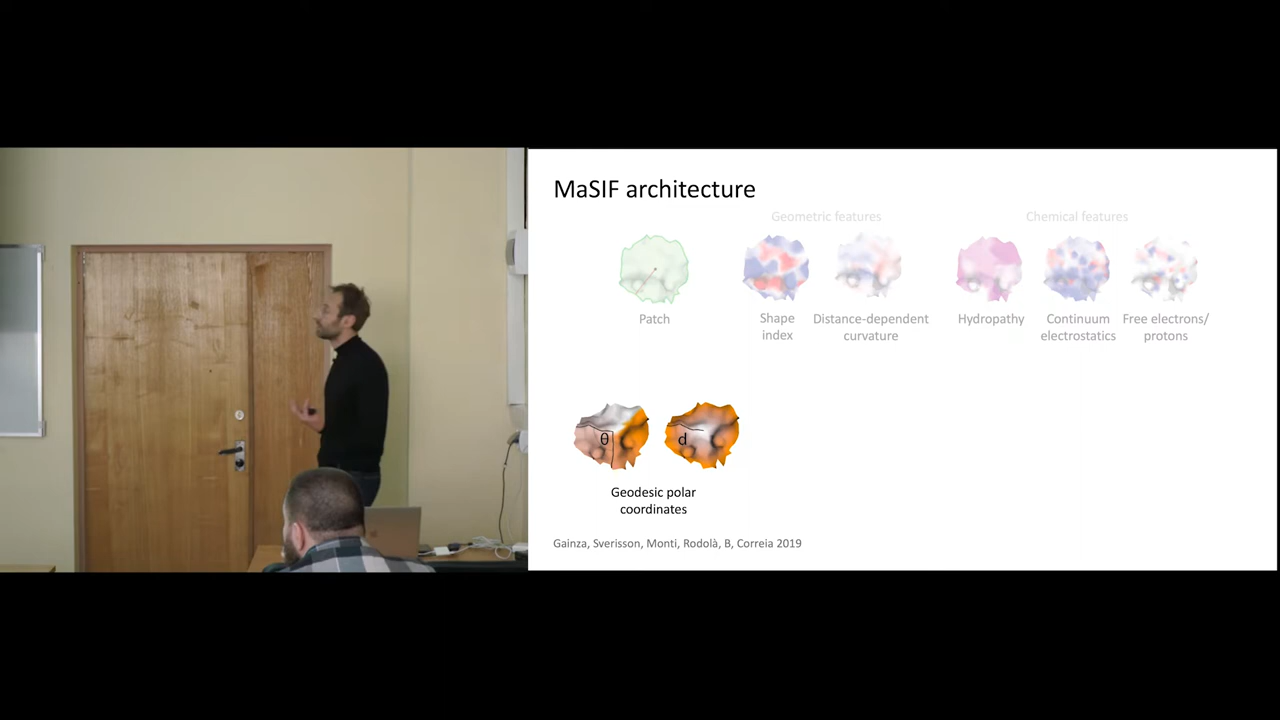 MaSIF architecture
Geometric features
Chemical features
Patch
Shape
index
Distance-dependent
curvature
Hydropathy
Continuum
electrostatics
Free electrons/
protons
θ
d
Geodesic polar
coordinates
Gainza, Sverisson, Monti, Rodolà, B, Correia 2019